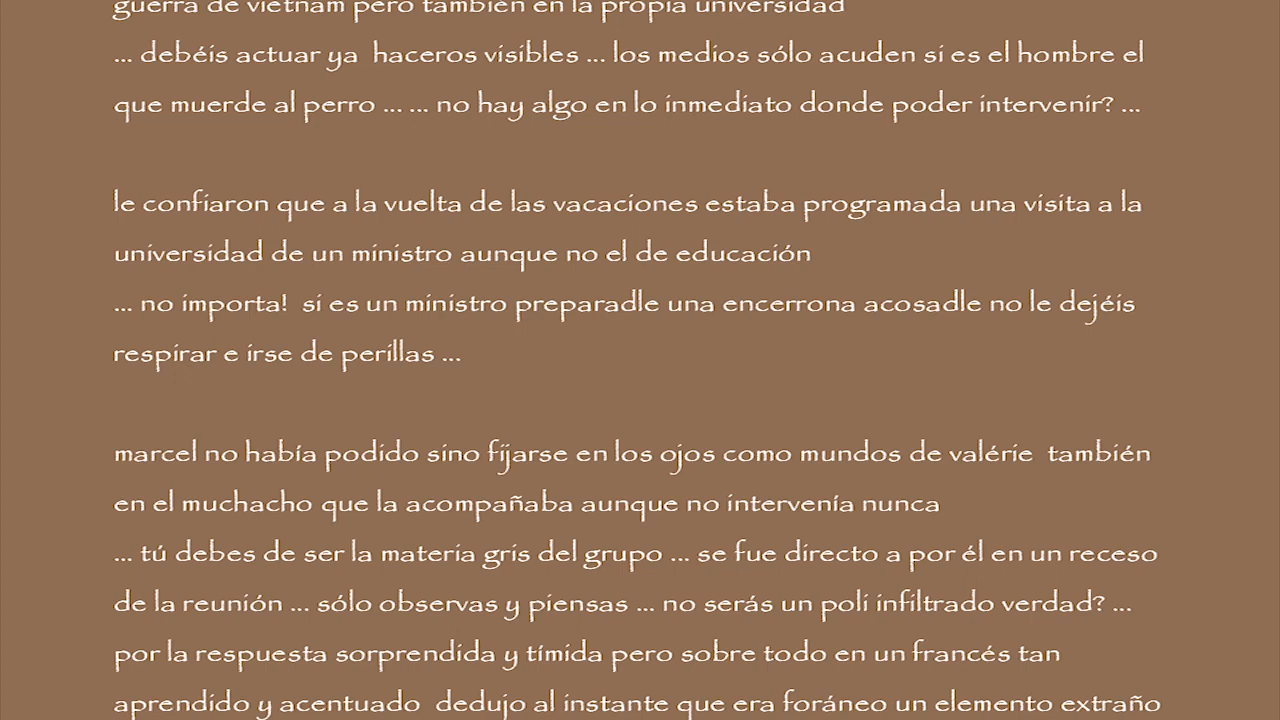 guerra de vietnam pero también en la propia universidad
... debéis actuar ya  haceros visibles ... los medios sólo acuden si es el hombre el
que muerde al perro ... ... no hay algo en lo inmediato donde poder intervenir? ...
le confiaron que a la vuelta de las vacaciones estaba programada una visita a la
universidad de un ministro aunque no el de educación
... no importa!  si es un ministro preparadle una encerrona acosadle no le dejéis
respirar e irse de perillas ...
marcel no había podido sino fijarse en los ojos como mundos de valérie  también
en el muchacho que la acompañaba aunque no intervenía nunca
... tú debes de ser la materia gris del grupo ... se fue directo a por él en un receso
de la reunión ... sólo observas y piensas ... no serás un poli infiltrado verdad? ...
por la respuesta sorprendida y tímida pero sobre todo en un francés tan
aprendido y acentuado  dedujo al instante que era foráneo un elemento extraño